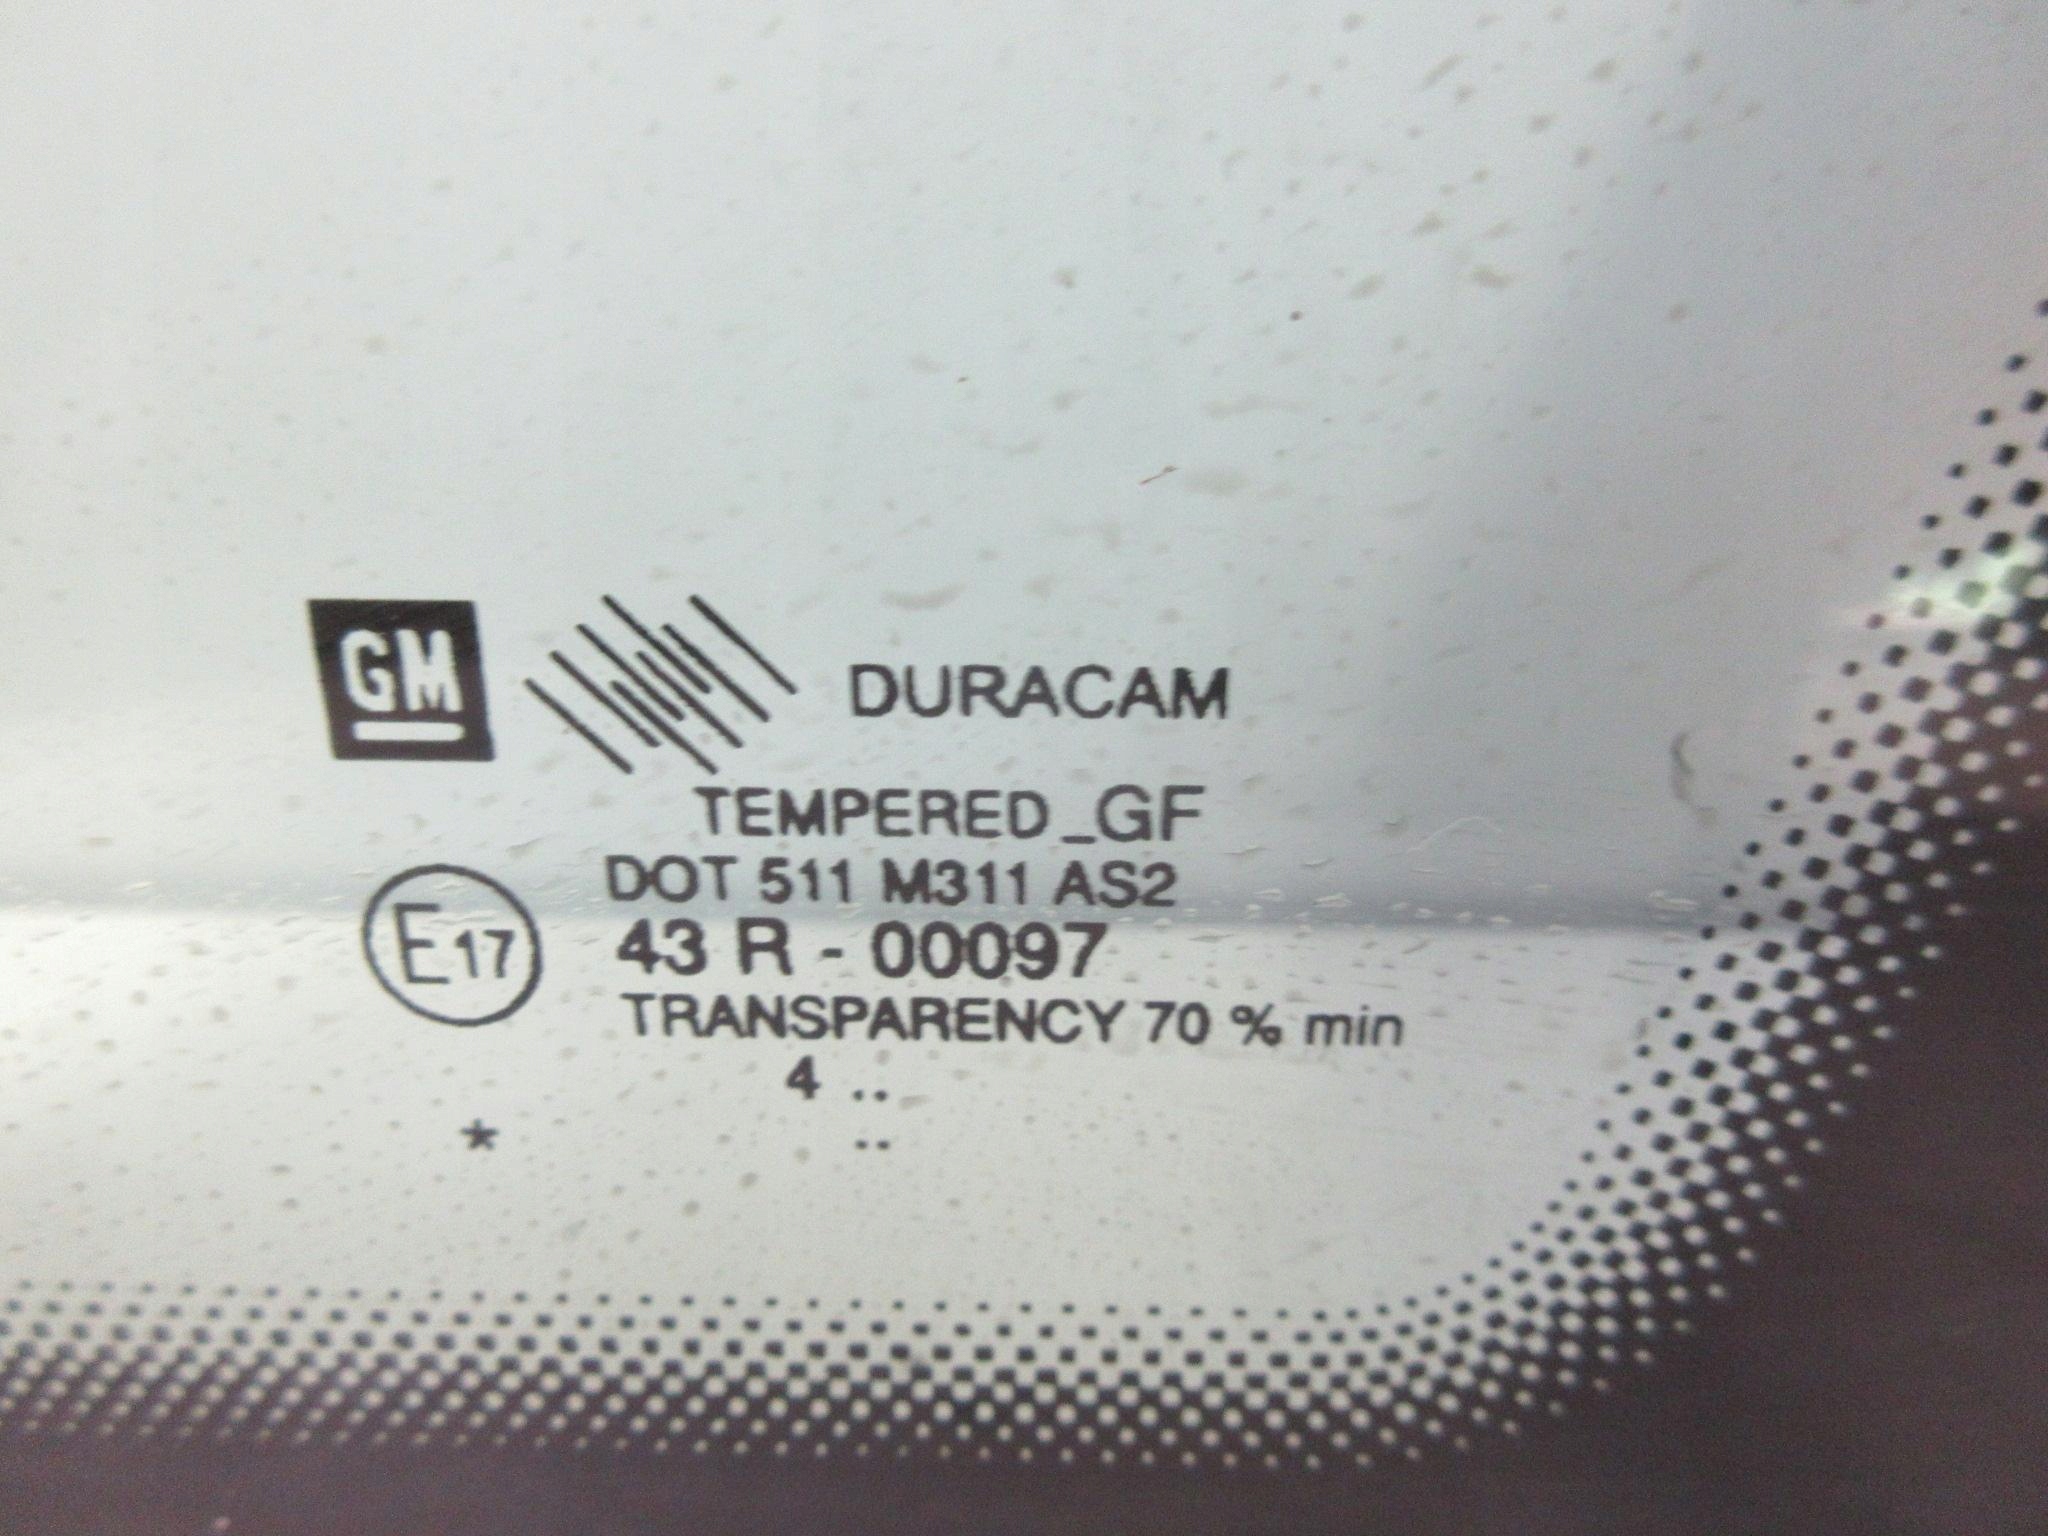 GM DURACAM
TEMPERED_GF
DOT 511 M311 AS2
E17 43 R - 00097
TRANSPARENCY 70 % min
4 ..
* ..